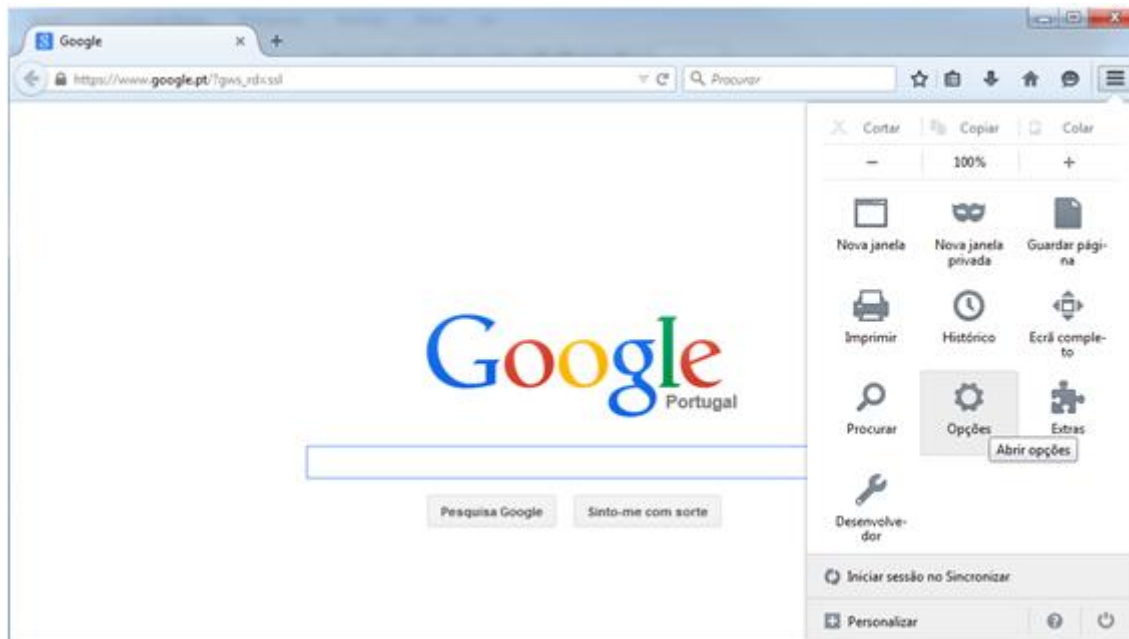 Google
https://www.google.pt/?gws_rd=ssl
Procurar
Cortar
Copiar
Colar
100%
Nova janela
Nova janela
privada
Guardar pági-
na
Imprimir
Histórico
Ecrã comple-
to
Procurar
Opções
Extras
Abrir opções
Desenvolve-
dor
Iniciar sessão no Sincronizar
Personalizar
Google
Portugal
Pesquisa Google
Sinto-me com sorte